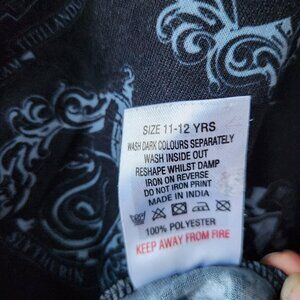 SIZE 11-12 YRS
WASH DARK COLOURS SEPARATELY
WASH INSIDE OUT
RESHAPE WHILST DAMP
IRON ON REVERSE
DO NOT IRON PRINT
MADE IN INDIA
100% POLYESTER
KEEP AWAY FROM FIRE